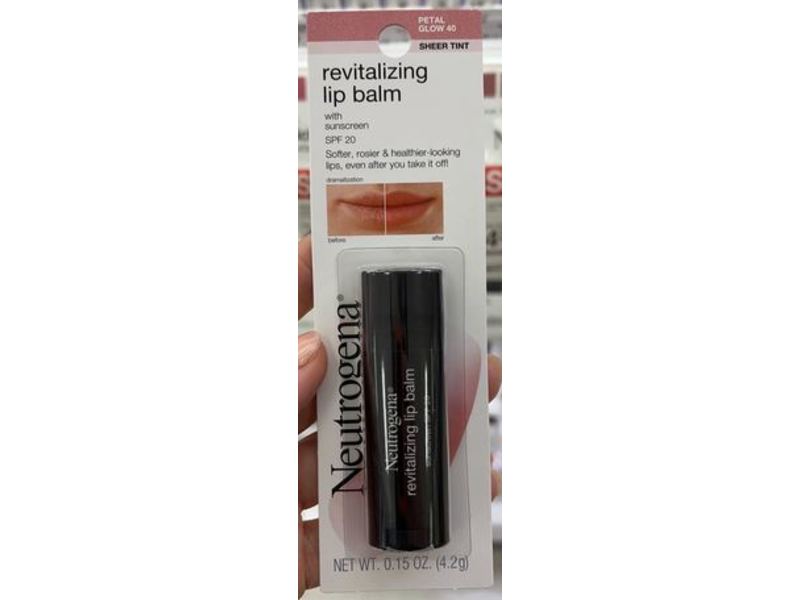 PETAL
GLOW 40
SHEER TINT
revitalizing
lip balm
with
sunscreen
SPF 20
Softer, rosier & healthier-looking
lips, even after you take it off!
dramatization
before
after
Neutrogena®
Neutrogena®
revitalizing lip balm
NET WT. 0.15 OZ. (4.2g)